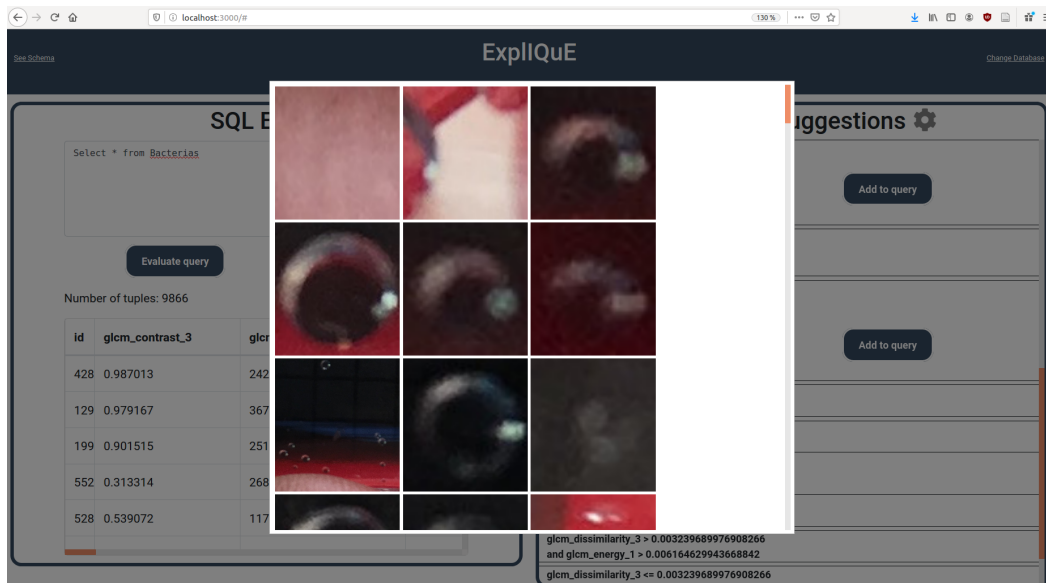 localhost:3000/#
130 %
See Schema
ExplIQuE
Change Database
SQL E
uggestions
Select * from Bacterias
Add to query
Evaluate query
Number of tuples: 9866
id glcm_contrast_3 glcr
428 0.987013 242
Add to query
129 0.979167 367
199 0.901515 251
552 0.313314 268
528 0.539072 117
glcm_dissimilarity_3 > 0.003239689976908266
and glcm_energy_1 > 0.006164629943668842
glcm_dissimilarity_3 <= 0.003239689976908266